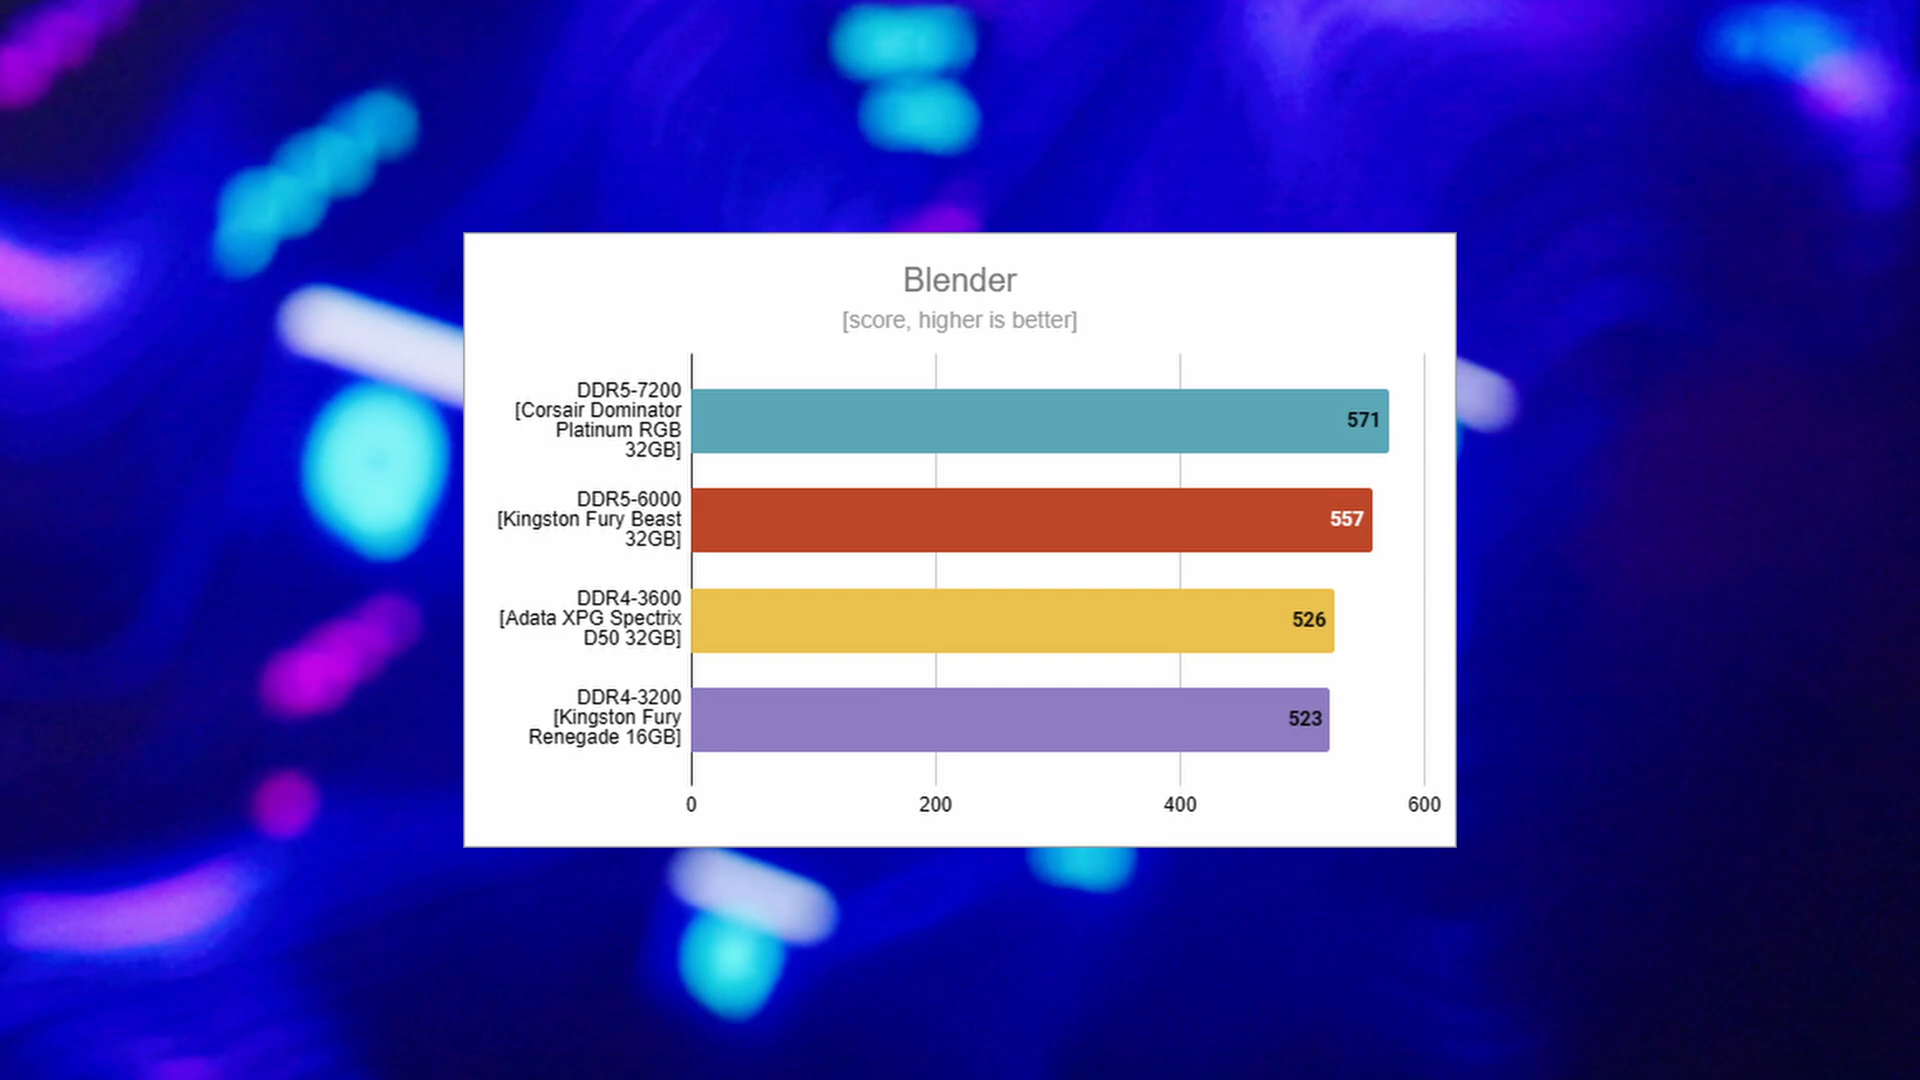 Blender
[score, higher is better]
DDR5-7200
[Corsair Dominator
Platinum RGB
32GB]
571
DDR5-6000
[Kingston Fury Beast
32GB]
557
DDR4-3600
[Adata XPG Spectrix
D50 32GB]
526
DDR4-3200
[Kingston Fury
Renegade 16GB]
523
0 200 400 600